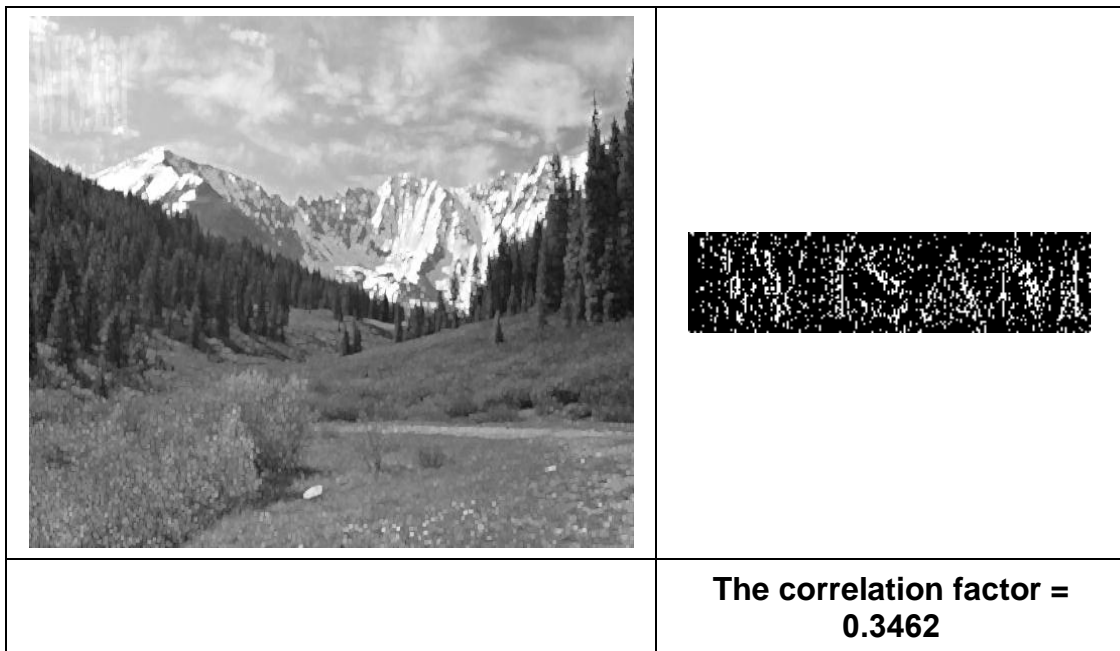 The correlation factor =
0.3462